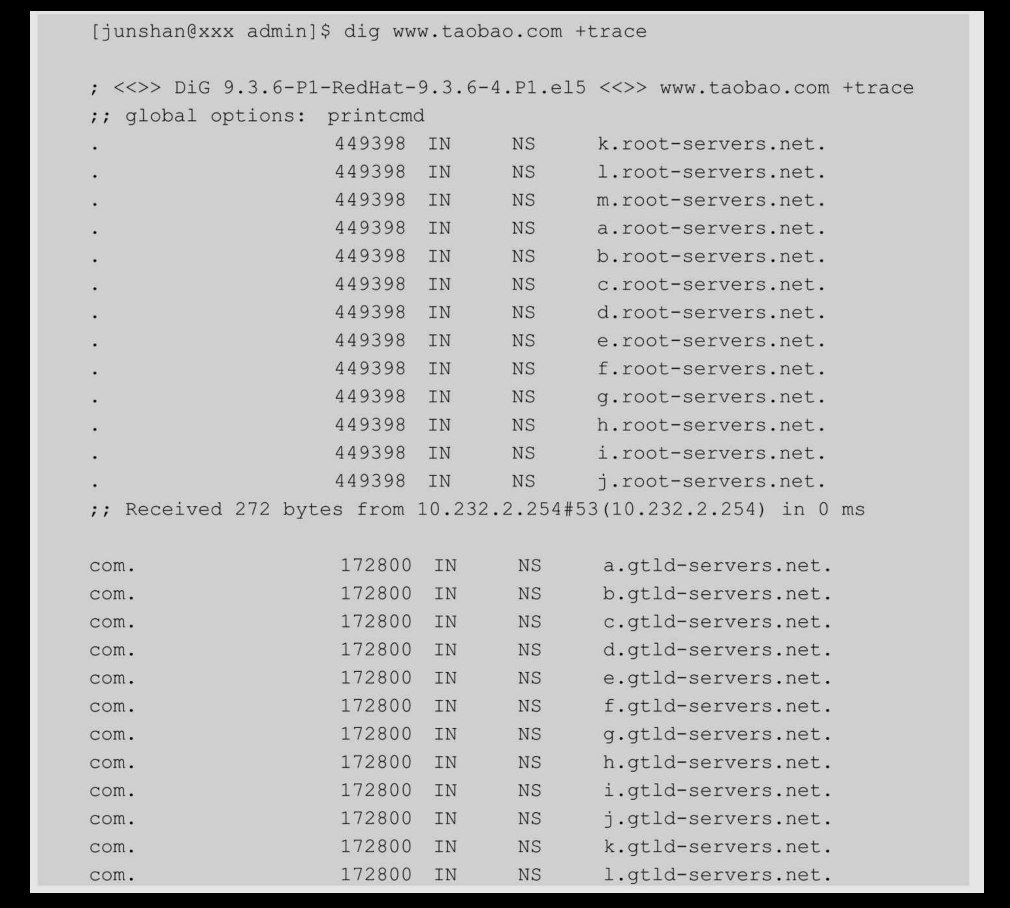 [junshan@xxx admin]$ dig www.taobao.com +trace
; <<>> DiG 9.3.6-P1-RedHat-9.3.6-4.P1.el5 <<>> www.taobao.com +trace
;; global options: printcmd
. 449398 IN NS k.root-servers.net.
. 449398 IN NS l.root-servers.net.
. 449398 IN NS m.root-servers.net.
. 449398 IN NS a.root-servers.net.
. 449398 IN NS b.root-servers.net.
. 449398 IN NS c.root-servers.net.
. 449398 IN NS d.root-servers.net.
. 449398 IN NS e.root-servers.net.
. 449398 IN NS f.root-servers.net.
. 449398 IN NS g.root-servers.net.
. 449398 IN NS h.root-servers.net.
. 449398 IN NS i.root-servers.net.
. 449398 IN NS j.root-servers.net.
;; Received 272 bytes from 10.232.2.254#53(10.232.2.254) in 0 ms
com. 172800 IN NS a.gtld-servers.net.
com. 172800 IN NS b.gtld-servers.net.
com. 172800 IN NS c.gtld-servers.net.
com. 172800 IN NS d.gtld-servers.net.
com. 172800 IN NS e.gtld-servers.net.
com. 172800 IN NS f.gtld-servers.net.
com. 172800 IN NS g.gtld-servers.net.
com. 172800 IN NS h.gtld-servers.net.
com. 172800 IN NS i.gtld-servers.net.
com. 172800 IN NS j.gtld-servers.net.
com. 172800 IN NS k.gtld-servers.net.
com. 172800 IN NS l.gtld-servers.net.